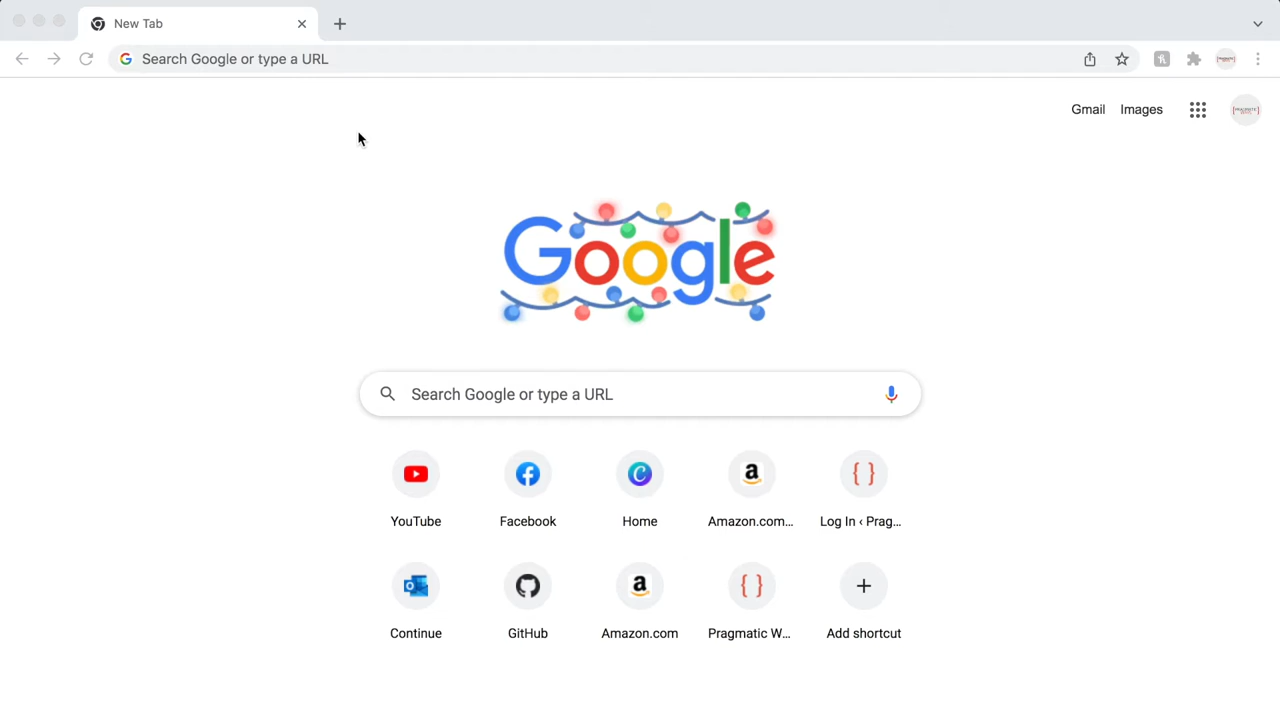 New Tab
Search Google or type a URL
Gmail Images
Google
Search Google or type a URL
YouTube Facebook Home Amazon.com... Log In ‹ Prag...
Continue GitHub Amazon.com Pragmatic W... Add shortcut